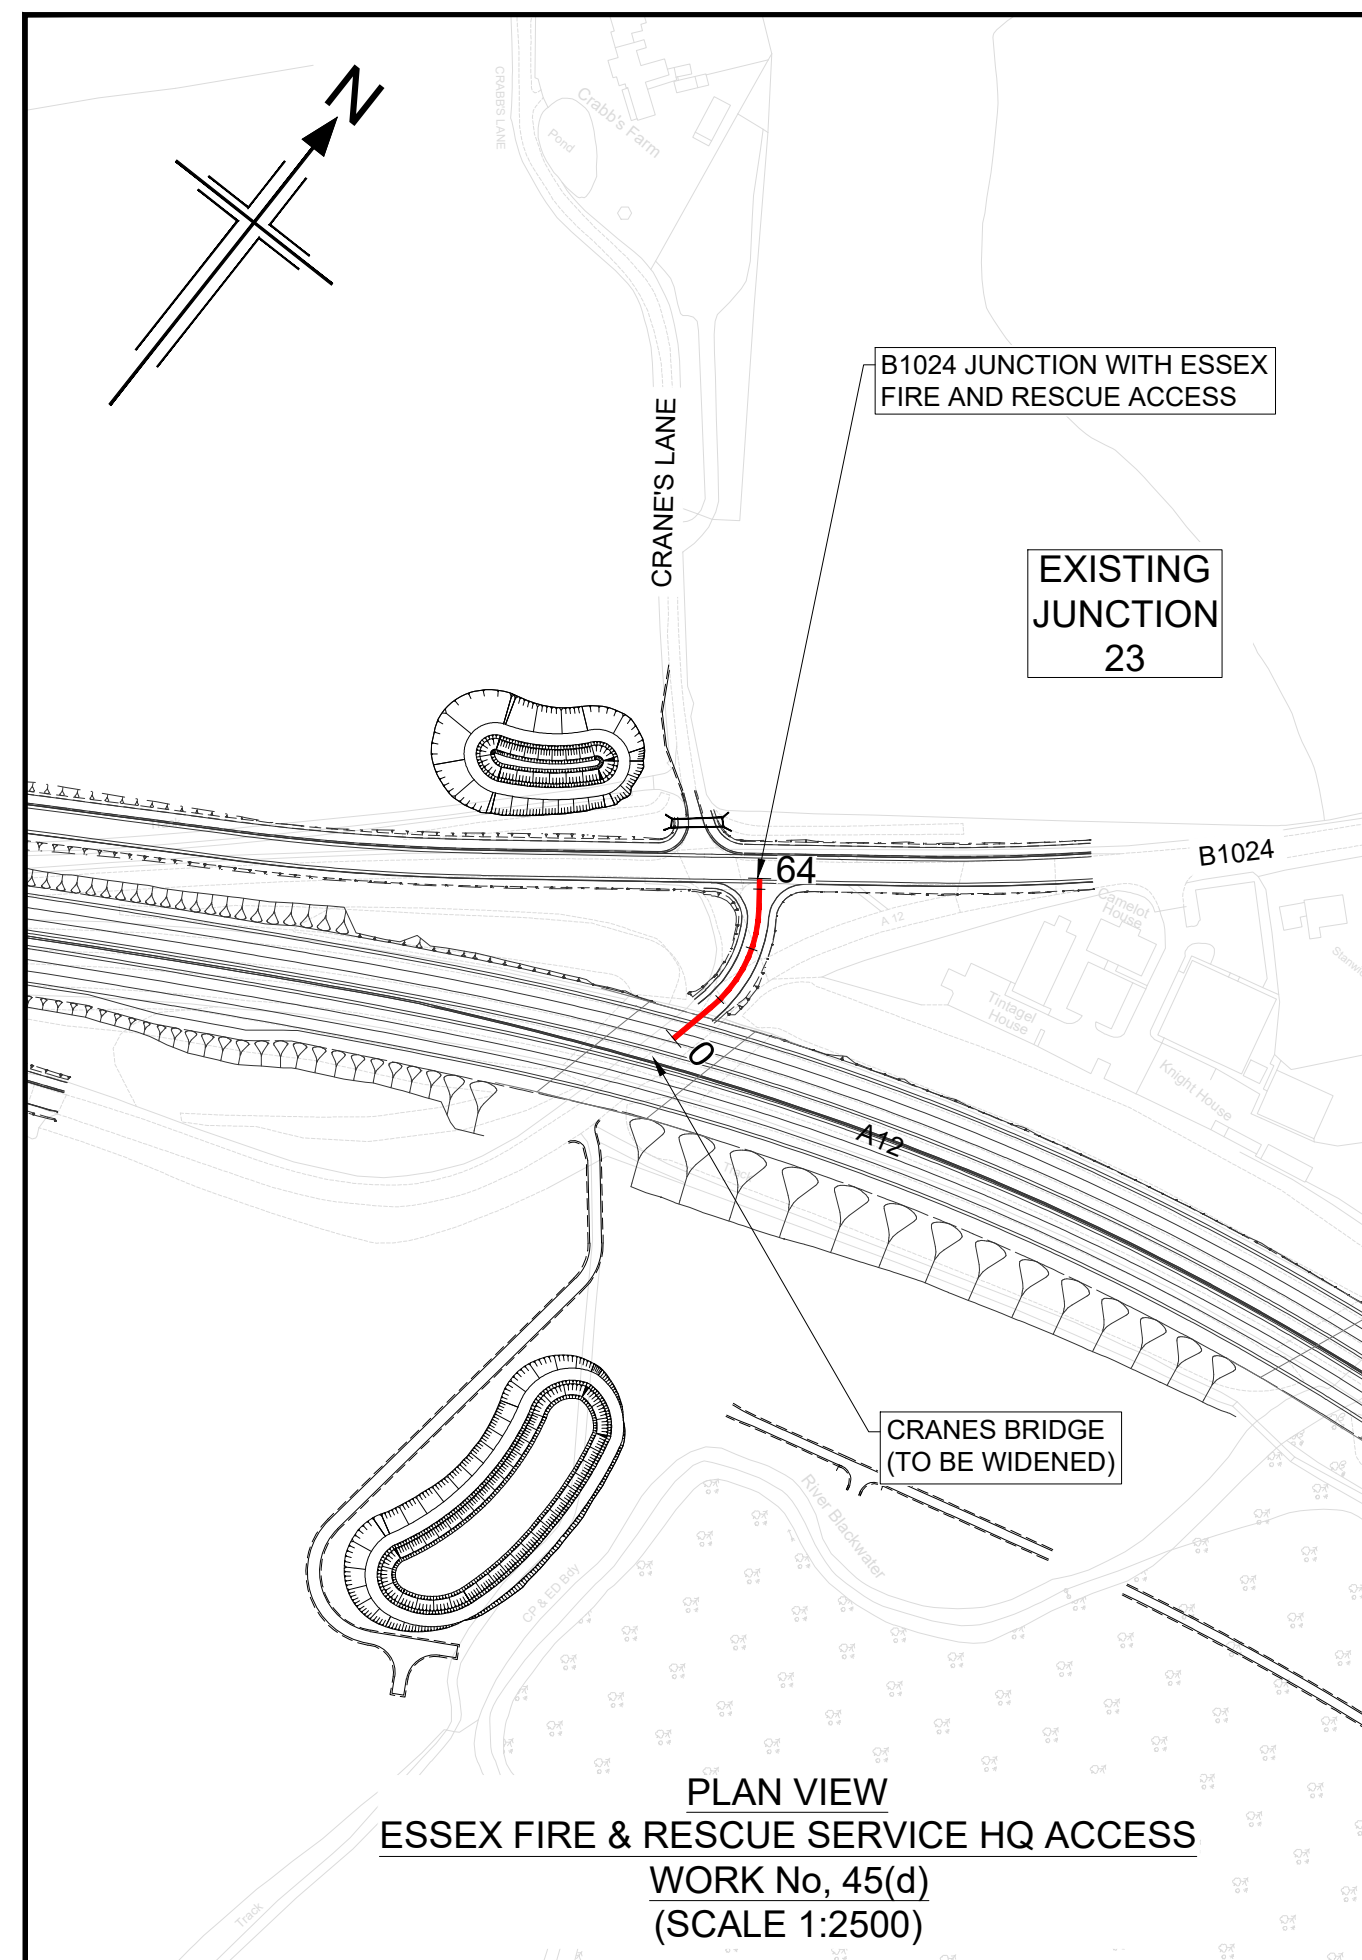 N
CRABB'S LANE
Crabb's Farm
Pond
B1024 JUNCTION WITH ESSEX
FIRE AND RESCUE ACCESS
CRANE'S LANE
EXISTING
JUNCTION
23
B1024
64
A 12
Camelot
House
Tintagel
House
Knight House
0
A12
Track
CRANES BRIDGE
(TO BE WIDENED)
River Blackwater
CP & ED Bdy
Track
PLAN VIEW
ESSEX FIRE & RESCUE SERVICE HQ ACCESS
WORK No, 45(d)
(SCALE 1:2500)